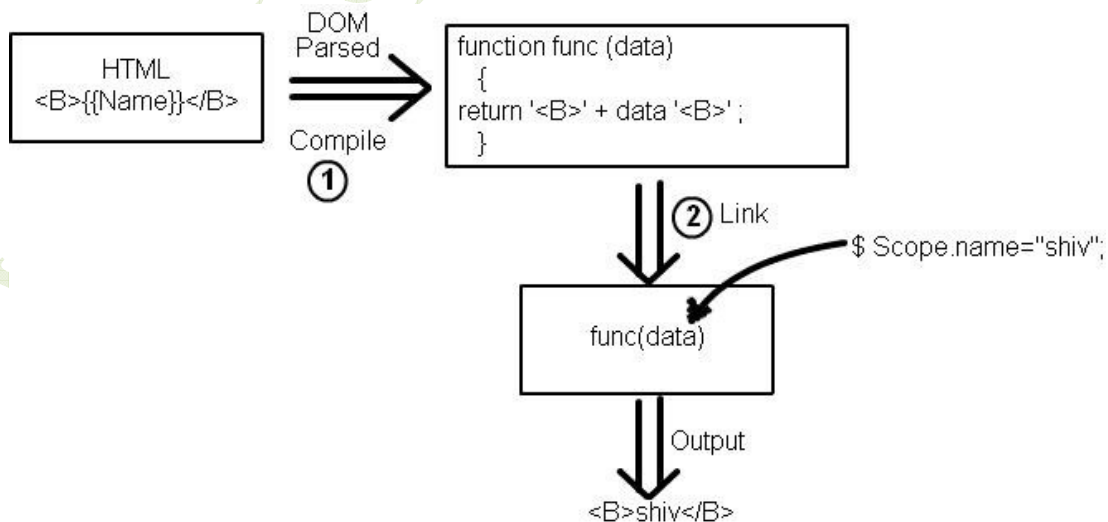 HTML
<B>{{Name}}</B>
DOM
Parsed
Compile
1
function func (data)
{
return '<B>' + data '<B>' ;
}
2 Link
$ Scope.name="shiv";
func(data)
Output
<B>shiv</B>